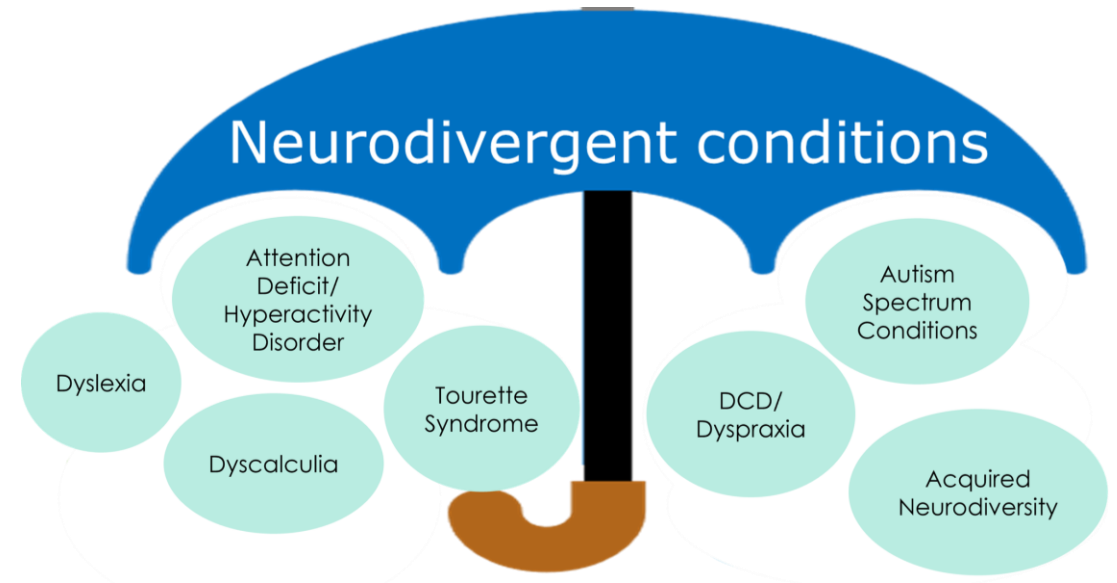 Neurodivergent conditions
Attention
Deficit/
Hyperactivity
Disorder
Autism
Spectrum
Conditions
Dyslexia
Tourette
Syndrome
DCD/
Dyspraxia
Dyscalculia
Acquired
Neurodiversity